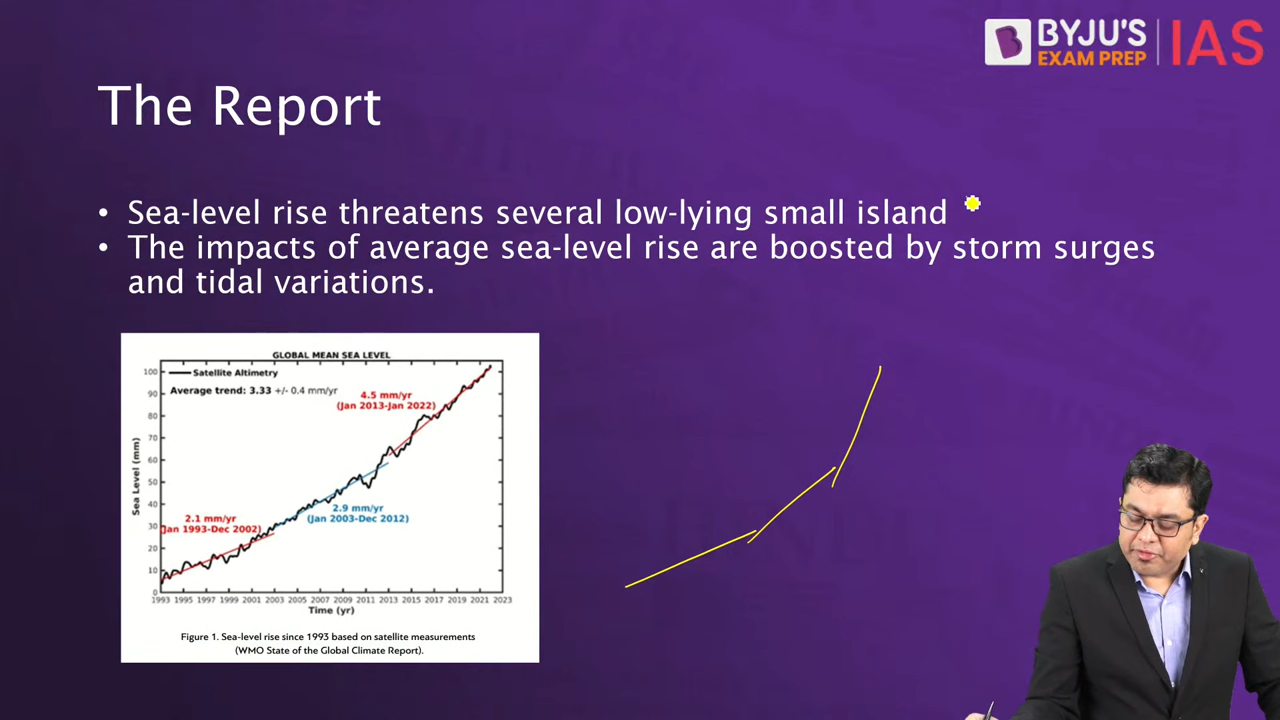 BYJU'S
EXAM PREP
IAS
The Report
• Sea-level rise threatens several low-lying small island
• The impacts of average sea-level rise are boosted by storm surges
and tidal variations.
GLOBAL MEAN SEA LEVEL
Satellite Altimetry
Average trend: 3.33 +/- 0.4 mm/yr
4.5 mm/yr
(Jan 2013-Jan 2022)
2.9 mm/yr
(Jan 2003-Dec 2012)
2.1 mm/yr
(Jan 1993-Dec 2002)
Sea Level (mm)
100
90
80
70
60
50
40
30
20
10
0
1993 1995 1997 1999 2001 2003 2005 2007 2009 2011 2013 2015 2017 2019 2021 2023
Time (yr)
Figure 1. Sea-level rise since 1993 based on satellite measurements
(WMO State of the Global Climate Report).